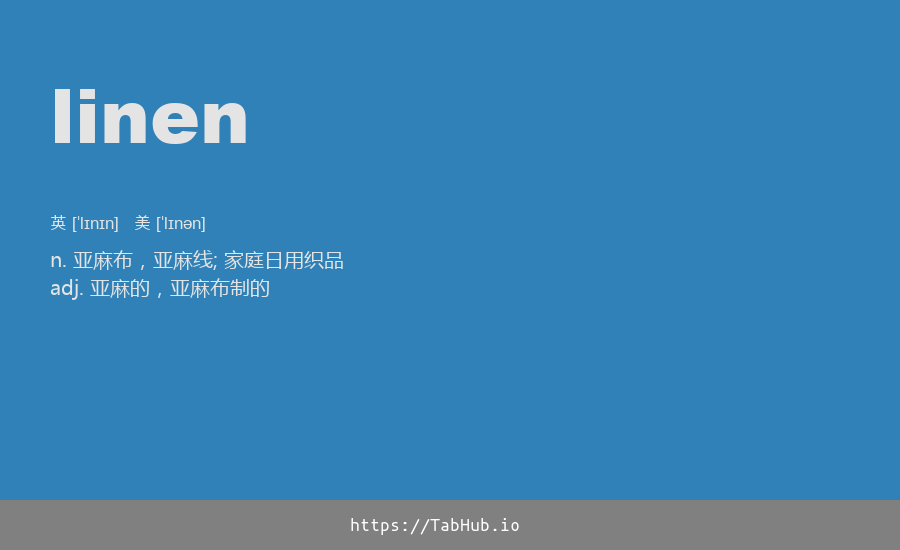 linen
英 [ˈlɪnɪn] 美 [ˈlɪnən]
n. 亚麻布，亚麻线; 家庭日用织品
adj. 亚麻的，亚麻布制的
https://TabHub.io